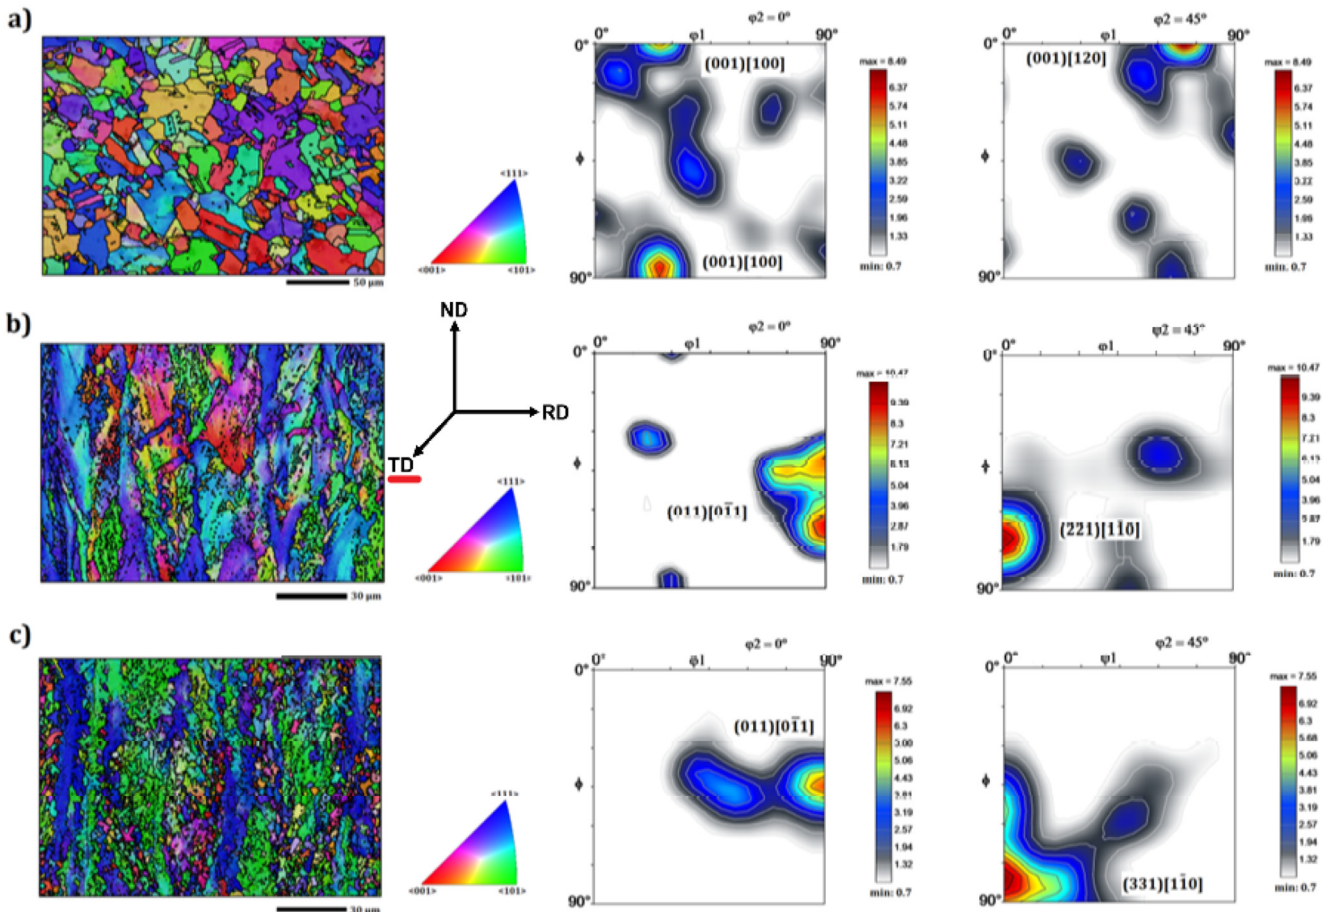 a)
50 μm
<111>
<001>
<101>
φ2 = 0°
0°
φ1
90°
0°
(001)[100]
ϕ
(001)[100]
90°
max = 8.49
6.37
5.74
5.11
4.48
3.85
3.22
2.59
1.96
1.33
min: 0.7
φ2 = 45°
0°
φ1
90°
0°
(001)[120]
ϕ
90°
max = 8.49
6.37
5.74
5.11
4.48
3.85
3.22
2.59
1.96
1.33
min: 0.7
b)
30 μm
ND
RD
TD
<111>
<001>
φ2 = 0°
0°
φ1
90°
0°
ϕ
(011)[01̄1]
90°
max = 10.47
9.39
8.3
7.21
6.13
5.04
3.96
2.87
1.79
min: 0.7
0°
φ1
90°
0°
ϕ
(221)[11̄0]
90°
max = 10.47
9.39
8.3
7.21
5.04
3.96
1.79
min: 0.7
c)
30 μm
<001>
<101>
φ2 = 0°
90°
0°
(011)[01̄1]
ϕ
90°
max = 7.55
6.92
6.3
5.06
4.43
3.81
3.19
2.57
1.94
1.32
min: 0.7
φ2 = 45°
90°
0°
ϕ
(331)[11̄0]
90°
max = 7.55
6.92
6.3
5.06
4.43
3.81
3.19
2.57
1.94
1.32
min: 0.7